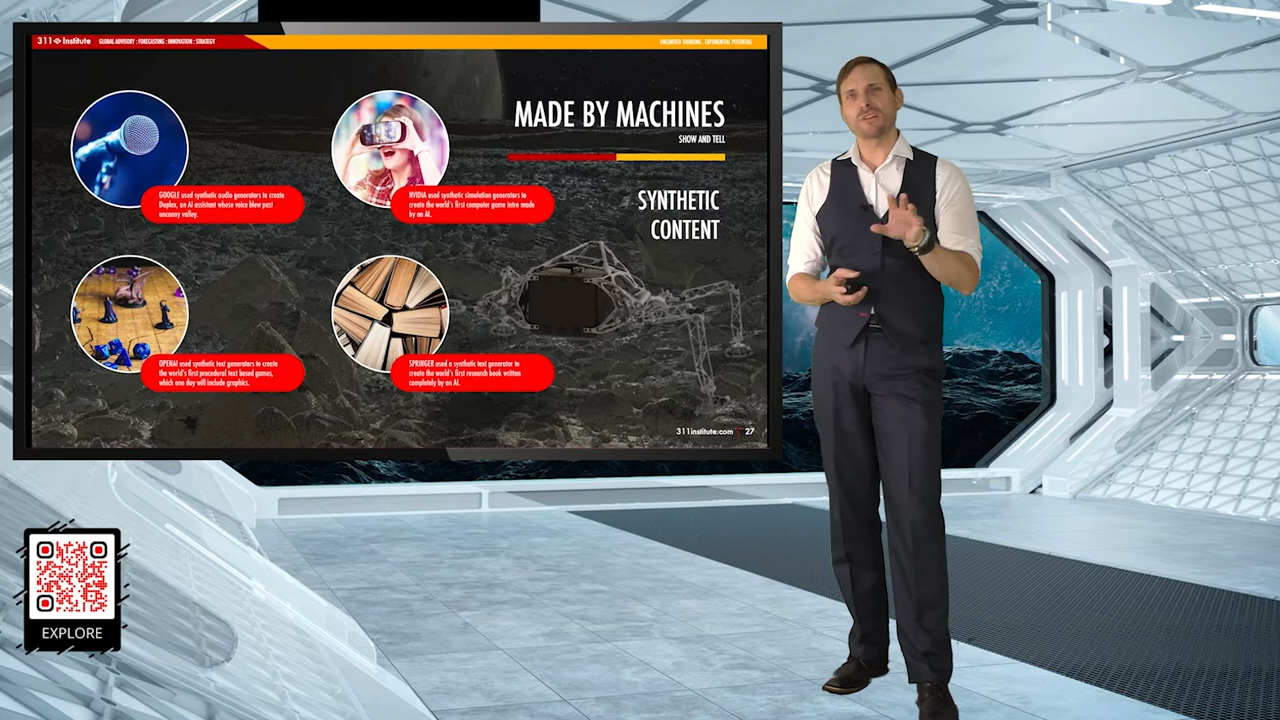 311 Institute GLOBAL ADVISORY : FORECASTING : INNOVATION : STRATEGY
UNLIMITED THINKING . EXPONENTIAL POTENTIAL
MADE BY MACHINES
SHOW AND TELL
SYNTHETIC
CONTENT
GOOGLE used synthetic audio generators to create
Duplex, an AI assistant whose voice blew past
uncanny valley.
NVIDIA used synthetic simulation generators to
create the world's first computer game intro made
by an AI.
OPENAI used synthetic text generators to create
the world's first procedural text based games,
which one day will include graphics.
SPRINGER used a synthetic text generator to
create the world's first research book written
completely by an AI.
311institute.com 27
EXPLORE